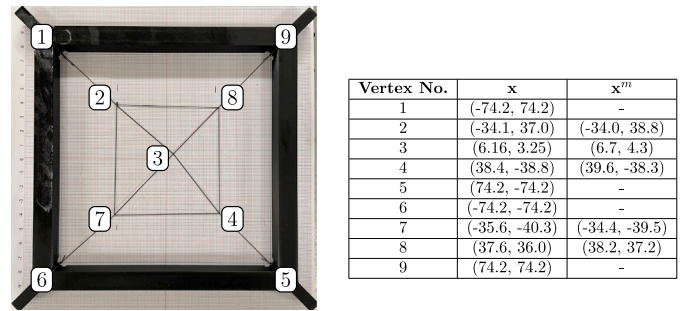 1
9
2
8
3
7
4
6
5
Vertex No. x x^m
1 (-74.2, 74.2) -
2 (-34.1, 37.0) (-34.0, 38.8)
3 (6.16, 3.25) (6.7, 4.3)
4 (38.4, -38.8) (39.6, -38.3)
5 (74.2, -74.2) -
6 (-74.2, -74.2) -
7 (-35.6, -40.3) (-34.4, -39.5)
8 (37.6, 36.0) (38.2, 37.2)
9 (74.2, 74.2) -